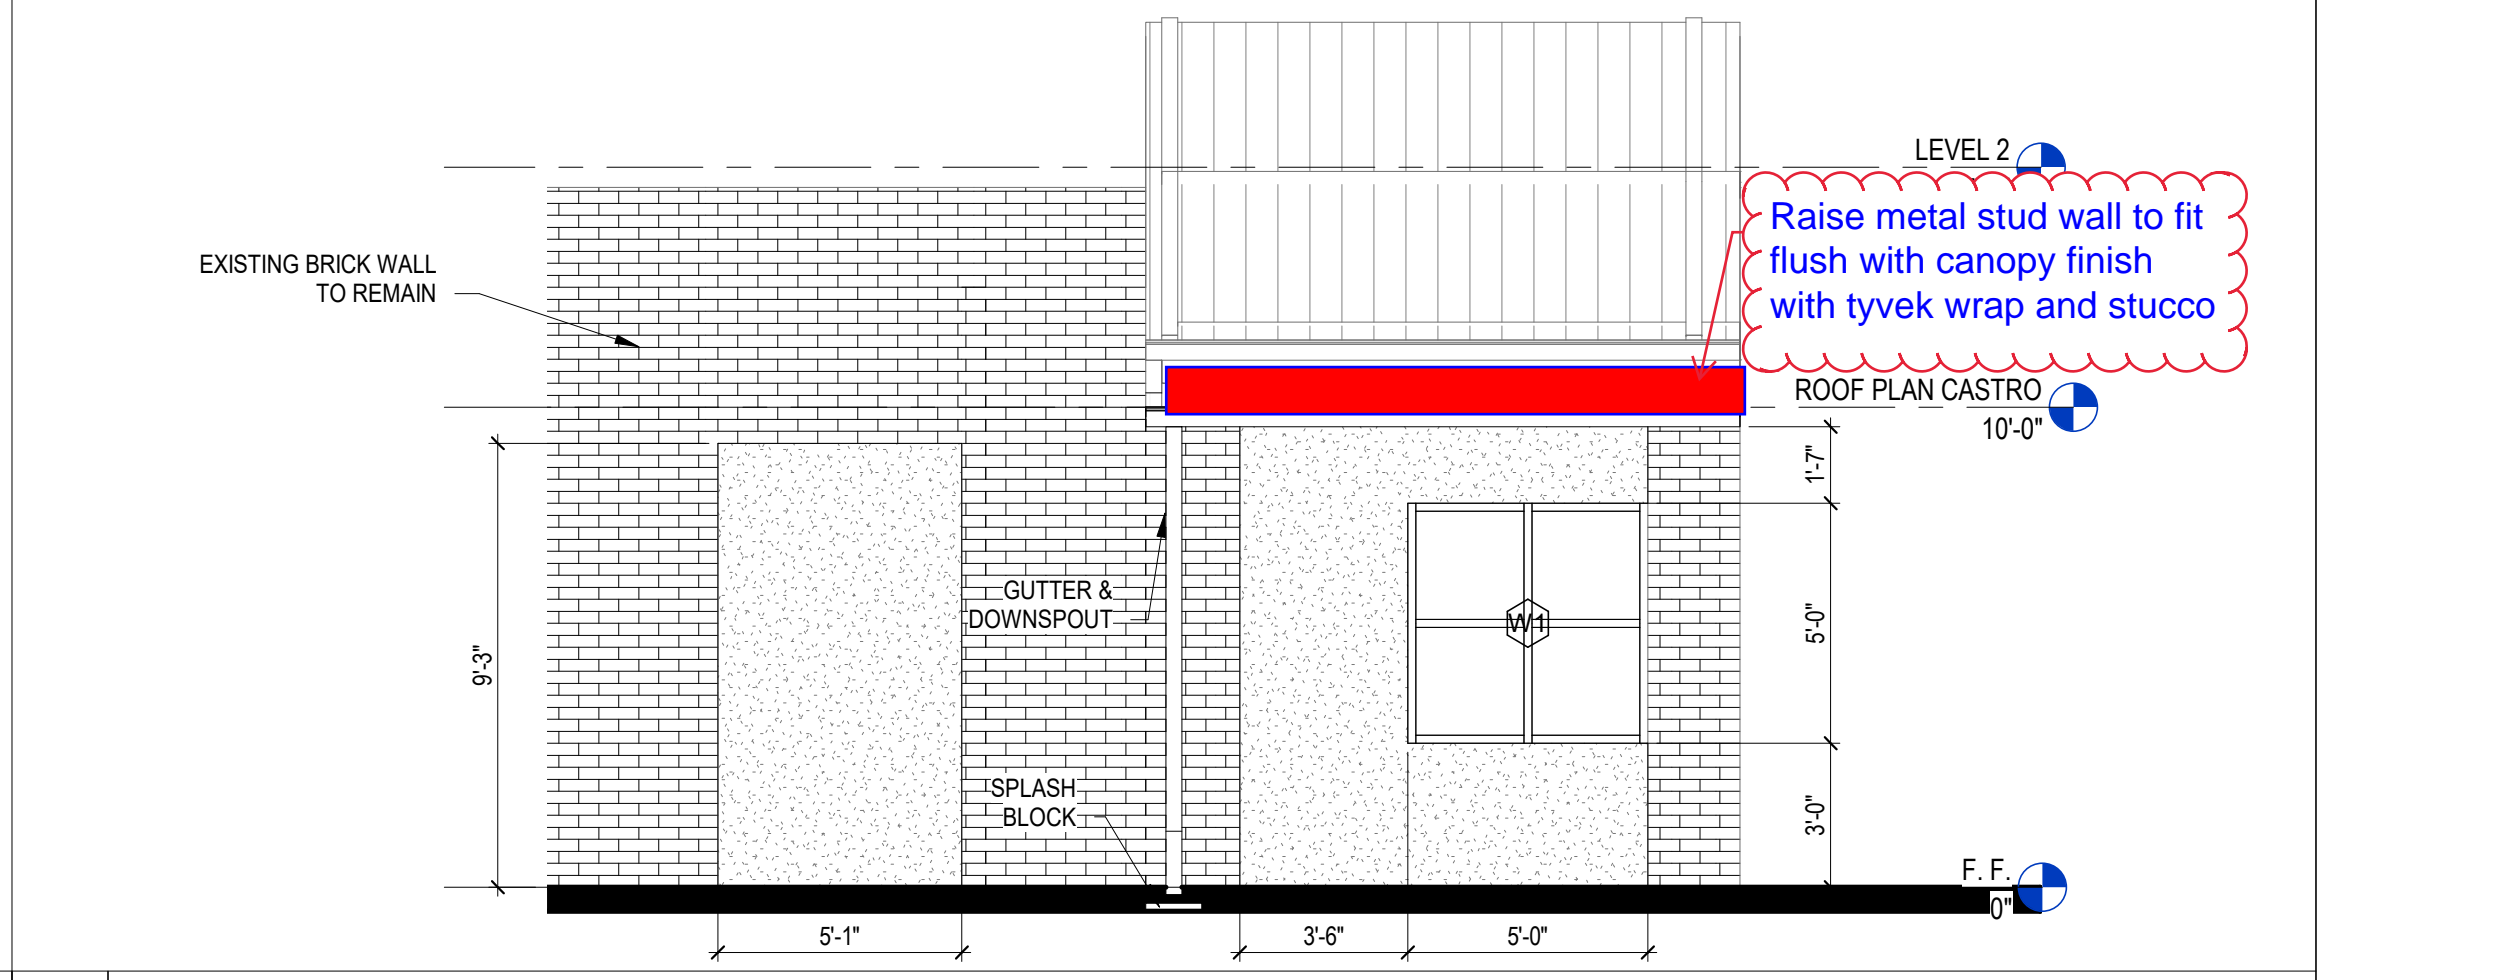 LEVEL 2
Raise metal stud wall to fit
flush with canopy finish
with tyvek wrap and stucco
EXISTING BRICK WALL
TO REMAIN
ROOF PLAN CASTRO
10'-0"
1'-7"
GUTTER &
DOWNSPOUT
W1
5'-0"
9'-3"
SPLASH
BLOCK
3'-0"
F. F.
0"
5'-1"
3'-6"
5'-0"